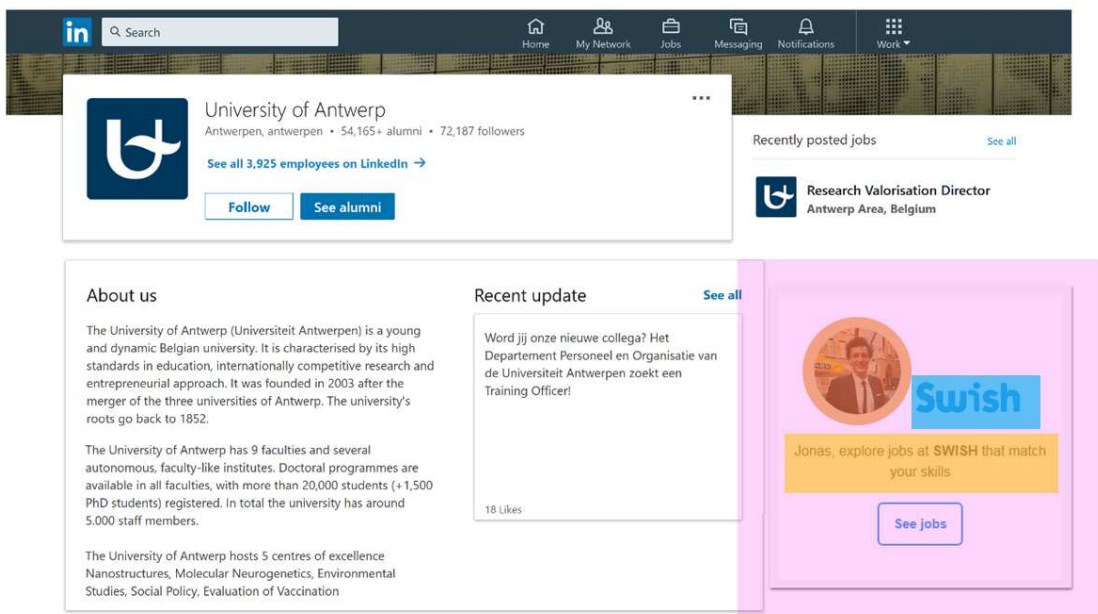 in
Search
Home
My Network
Jobs
Messaging
Notifications
Work
University of Antwerp
Antwerpen, antwerpen • 54,165+ alumni • 72,187 followers
See all 3,925 employees on LinkedIn →
Follow
See alumni
Recently posted jobs
See all
Research Valorisation Director
Antwerp Area, Belgium
About us
The University of Antwerp (Universiteit Antwerpen) is a young
and dynamic Belgian university. It is characterised by its high
standards in education, internationally competitive research and
entrepreneurial approach. It was founded in 2003 after the
merger of the three universities of Antwerp. The university's
roots go back to 1852.
The University of Antwerp has 9 faculties and several
autonomous, faculty-like institutes. Doctoral programmes are
available in all faculties, with more than 20,000 students (+1,500
PhD students) registered. In total the university has around
5.000 staff members.
The University of Antwerp hosts 5 centres of excellence
Nanostructures, Molecular Neurogenetics, Environmental
Studies, Social Policy, Evaluation of Vaccination
Recent update
See all
Word jij onze nieuwe collega? Het
Departement Personeel en Organisatie van
de Universiteit Antwerpen zoekt een
Training Officer!
18 Likes
Swish
Jonas, explore jobs at SWISH that match
your skills
See jobs